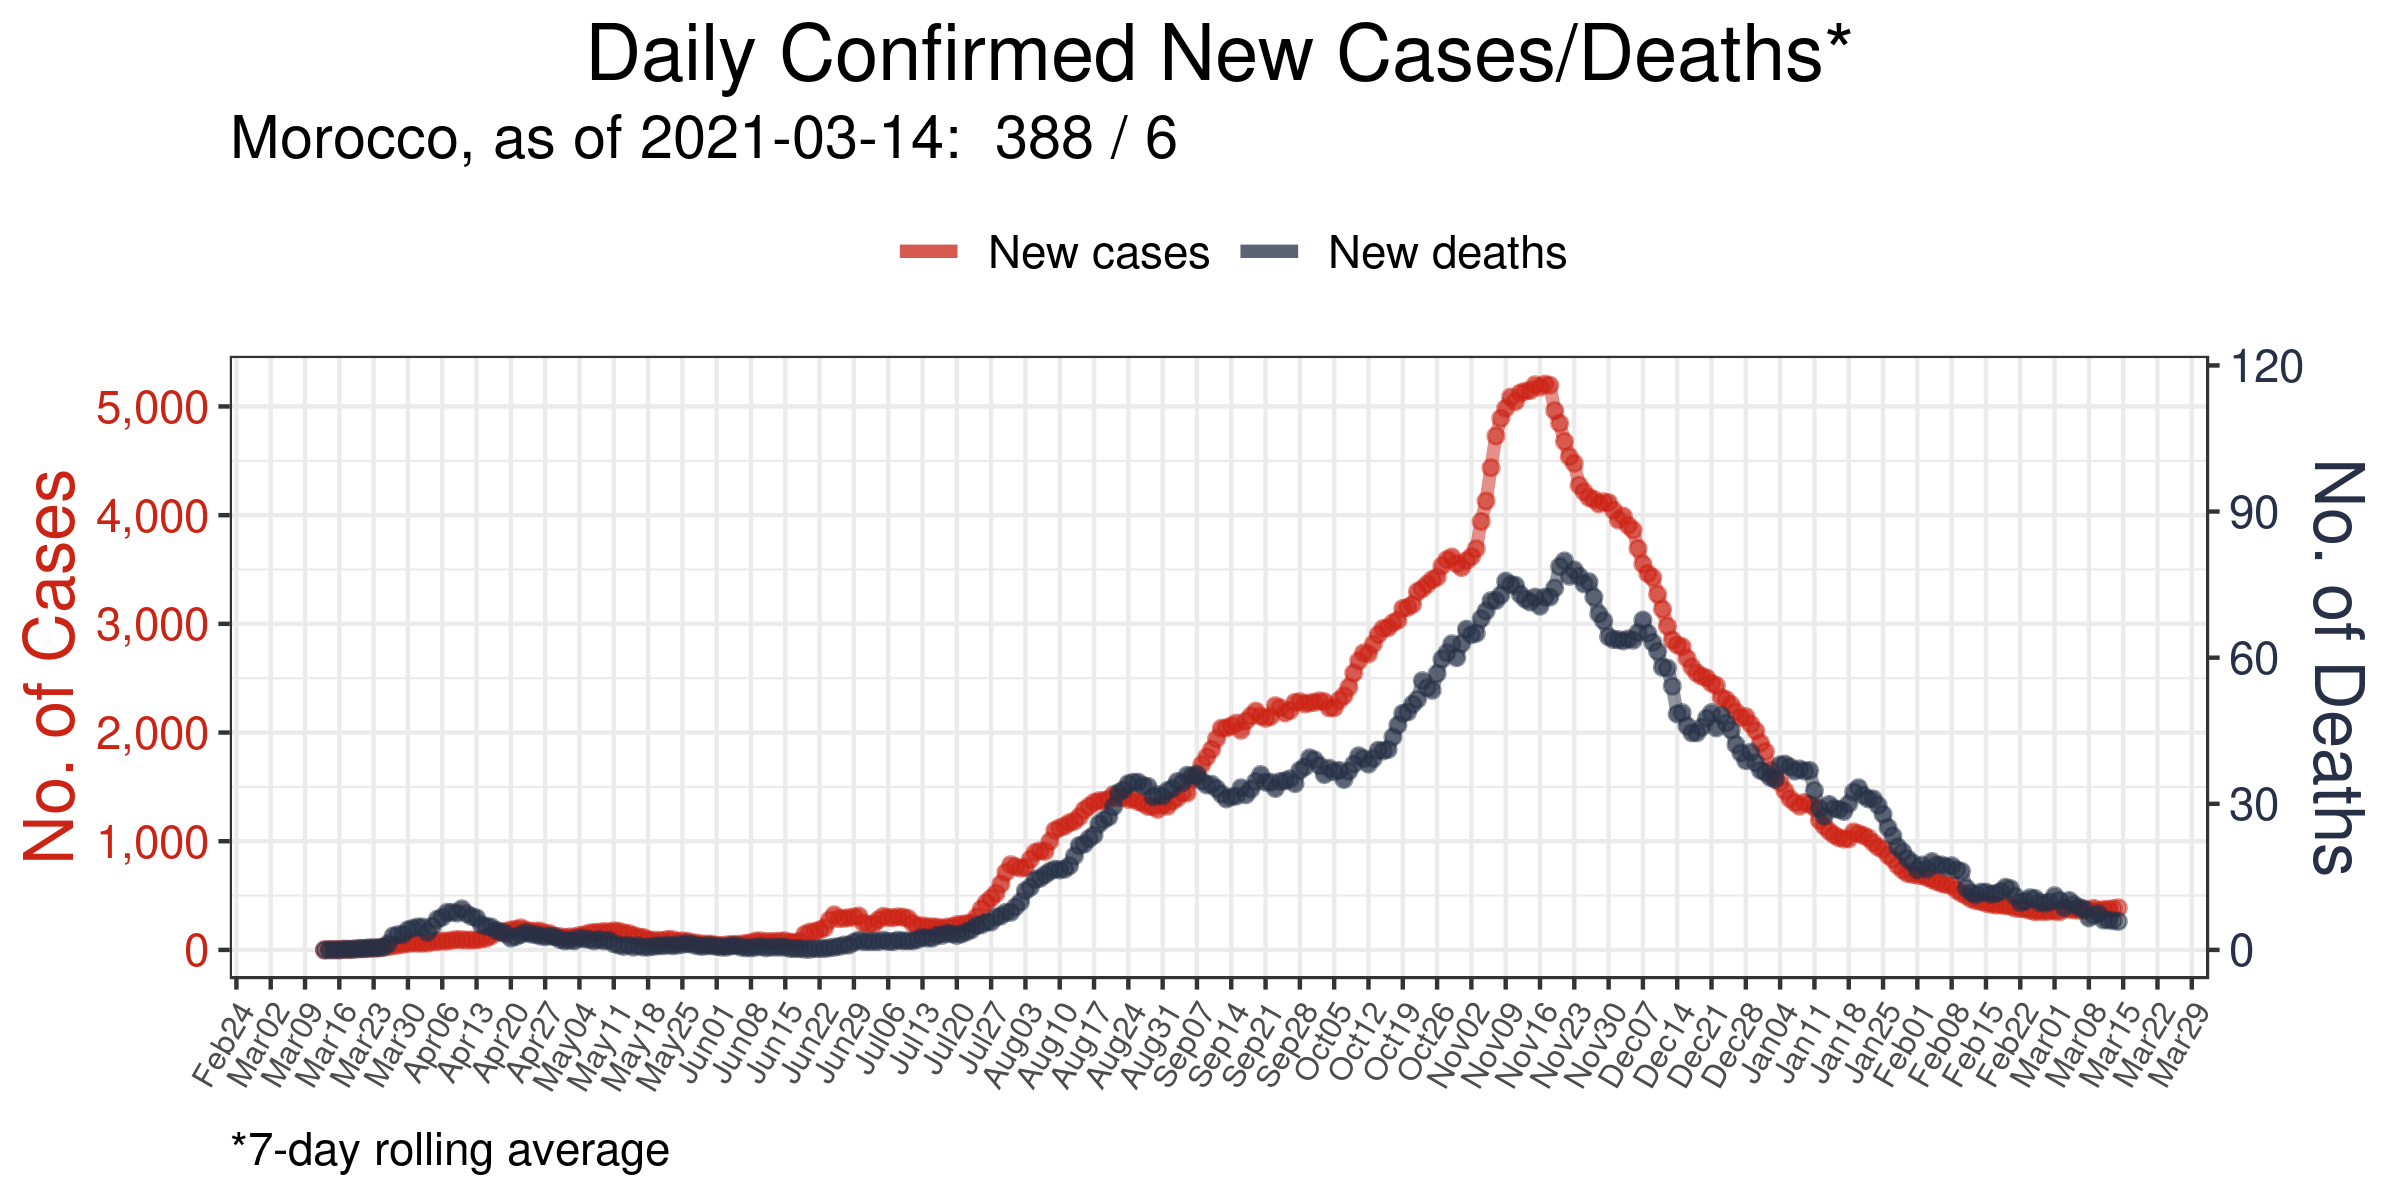 Daily Confirmed New Cases/Deaths*
Morocco, as of 2021-03-14:  388 / 6
New cases
New deaths
No. of Cases
5,000
4,000
3,000
2,000
1,000
0
120
90
60
30
0
No. of Deaths
Feb24
Mar02
Mar09
Mar16
Mar23
Mar30
Apr06
Apr13
Apr20
Apr27
May04
May11
May18
May25
Jun01
Jun08
Jun15
Jun22
Jun29
Jul06
Jul13
Jul20
Jul27
Aug03
Aug10
Aug17
Aug24
Aug31
Sep07
Sep14
Sep21
Sep28
Oct05
Oct12
Oct19
Oct26
Nov02
Nov09
Nov16
Nov23
Nov30
Dec07
Dec14
Dec21
Dec28
Jan04
Jan11
Jan18
Jan25
Feb01
Feb08
Feb15
Feb22
Mar01
Mar08
Mar15
Mar22
Mar29
*7-day rolling average